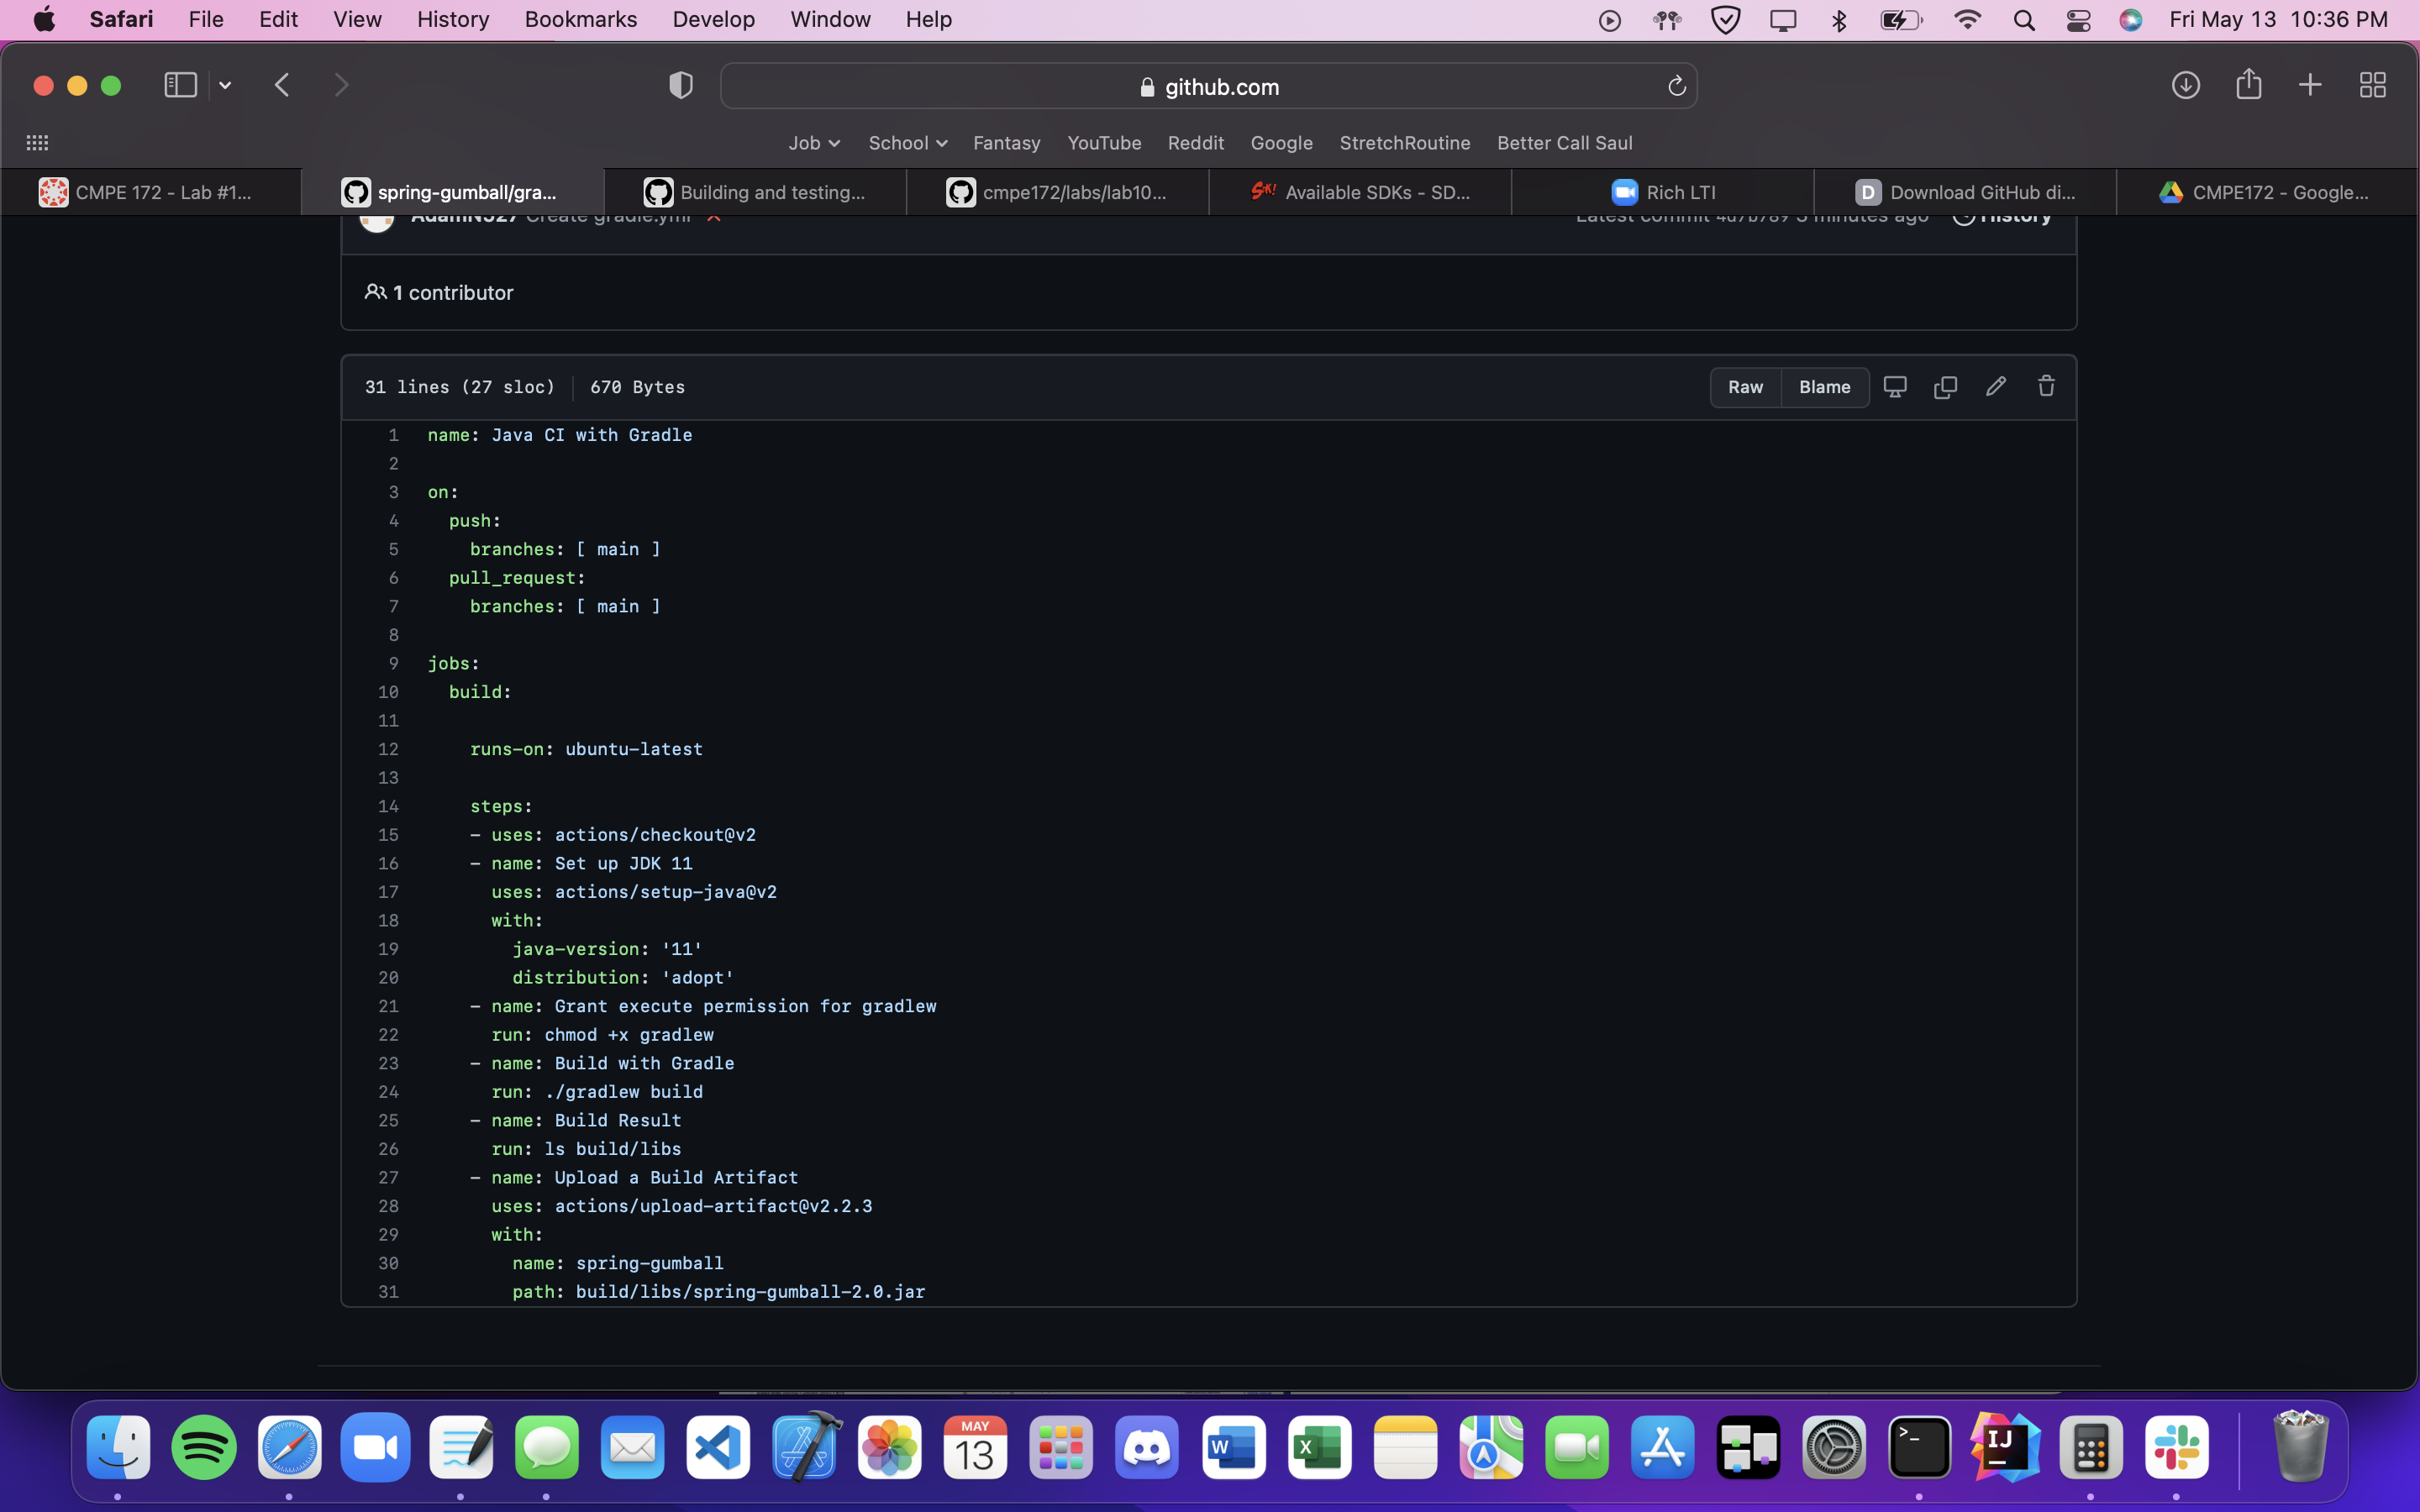 Safari File Edit View History Bookmarks Develop Window Help Fri May 13 10:36 PM
github.com
Job School Fantasy YouTube Reddit Google StretchRoutine Better Call Saul
CMPE 172 - Lab #1... spring-gumball/gra... Building and testing... cmpe172/labs/lab10... Available SDKs - SD... Rich LTI Download GitHub di... CMPE172 - Google...
AdamN527 Create gradle.yml Latest commit 4d7b789 3 minutes ago History
1 contributor
31 lines (27 sloc) 670 Bytes Raw Blame
1 name: Java CI with Gradle
2
3 on:
4 push:
5 branches: [ main ]
6 pull_request:
7 branches: [ main ]
8
9 jobs:
10 build:
11
12 runs-on: ubuntu-latest
13
14 steps:
15 - uses: actions/checkout@v2
16 - name: Set up JDK 11
17 uses: actions/setup-java@v2
18 with:
19 java-version: '11'
20 distribution: 'adopt'
21 - name: Grant execute permission for gradlew
22 run: chmod +x gradlew
23 - name: Build with Gradle
24 run: ./gradlew build
25 - name: Build Result
26 run: ls build/libs
27 - name: Upload a Build Artifact
28 uses: actions/upload-artifact@v2.2.3
29 with:
30 name: spring-gumball
31 path: build/libs/spring-gumball-2.0.jar
MAY
13
W
X
>_
IJ